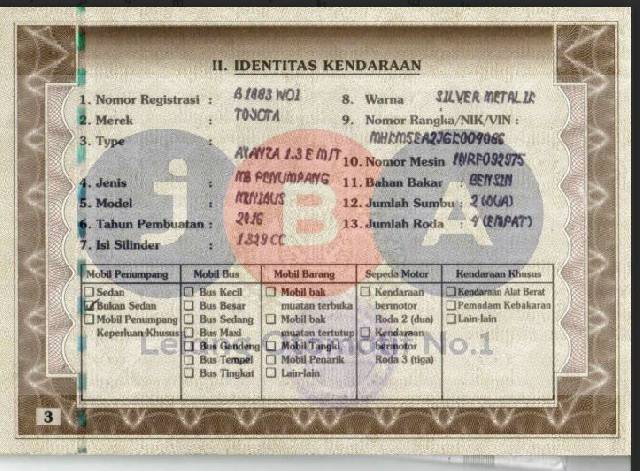 II. IDENTITAS KENDARAAN
1. Nomor Registrasi :
2. Merek : TOYOTA
3. Type : AVANZA 1.3 E M/T
4. Jenis : MB PENUMPANG
5. Model : MINIBUS
6. Tahun Pembuatan : 2016
7. Isi Silinder : 1.329 CC
8. Warna : SILVER METALIK
9. Nomor Rangka/NIK/VIN :
10. Nomor Mesin
11. Bahan Bakar : BENSIN
12. Jumlah Sumbu : 2 (DUA)
13. Jumlah Roda : 4 (EMPAT)
j B A
Mobil Penumpang
Sedan
Bukan Sedan
Mobil Penumpang
Keperluan Khusus
Mobil Bus
Bus Kecil
Bus Besar
Bus Sedang
Bus Maxi
Bus Gandeng
Bus Tempel
Bus Tingkat
Mobil Barang
Mobil bak
muatan terbuka
Mobil bak
muatan tertutup
Mobil Tangki
Mobil Penarik
Lain-lain
Sepeda Motor
Kendaraan
bermotor
Roda 2 (dua)
Kendaraan
bermotor
Roda 3 (tiga)
Kendaraan Khusus
Kendaraan Alat Berat
Pemadam Kebakaran
Lain-lain
No.1
3